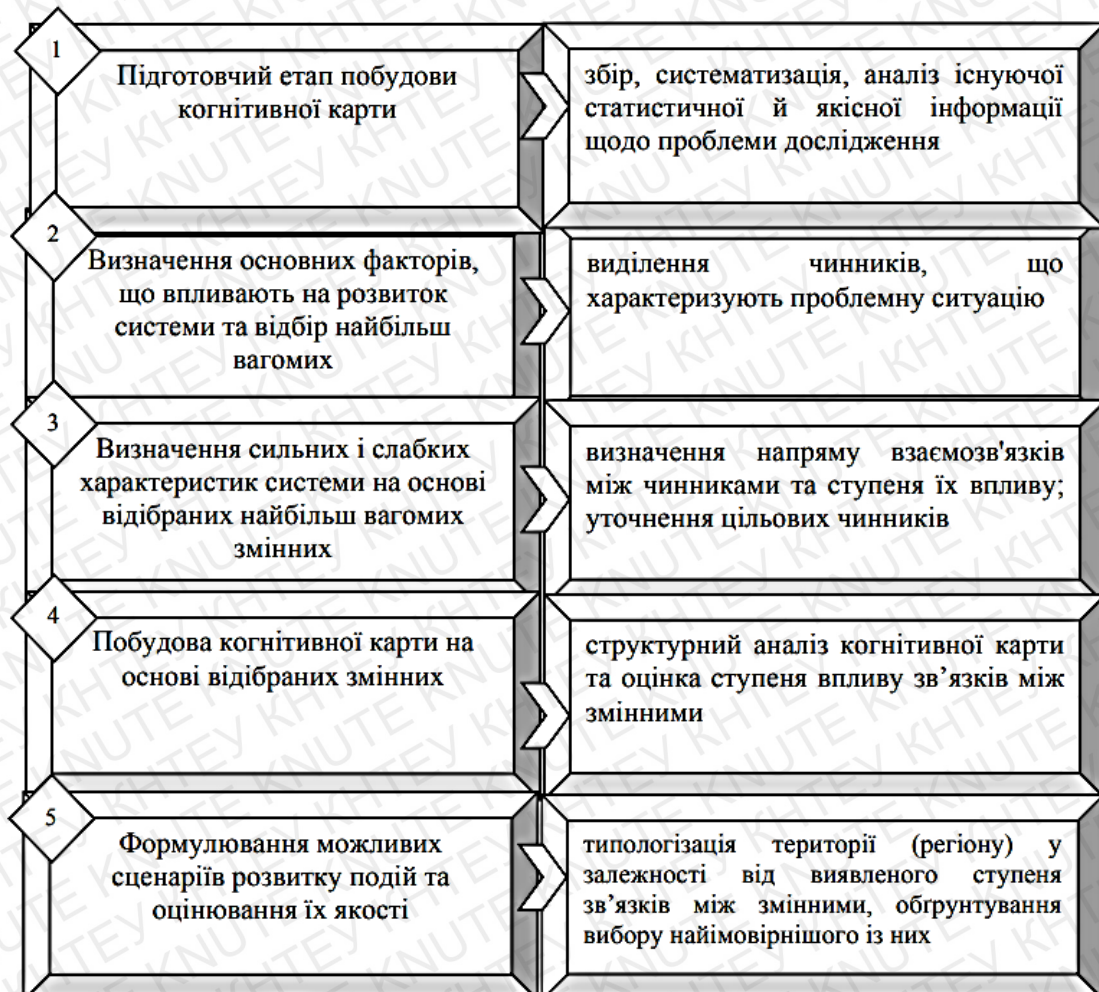 1
Підготовчий етап побудови
когнітивної карти
збір, систематизація, аналіз існуючої
статистичної й якісної інформації
щодо проблеми дослідження
2
Визначення основних факторів,
що впливають на розвиток
системи та відбір найбільш
вагомих
виділення чинників, що
характеризують проблемну ситуацію
3
Визначення сильних і слабких
характеристик системи на основі
відібраних найбільш вагомих
змінних
визначення напряму взаємозв'язків
між чинниками та ступеня їх впливу;
уточнення цільових чинників
4
Побудова когнітивної карти на
основі відібраних змінних
структурний аналіз когнітивної карти
та оцінка ступеня впливу зв’язків між
змінними
5
Формулювання можливих
сценаріїв розвитку подій та
оцінювання їх якості
типологізація території (регіону) у
залежності від виявленого ступеня
зв’язків між змінними, обґрунтування
вибору найімовірнішого із них